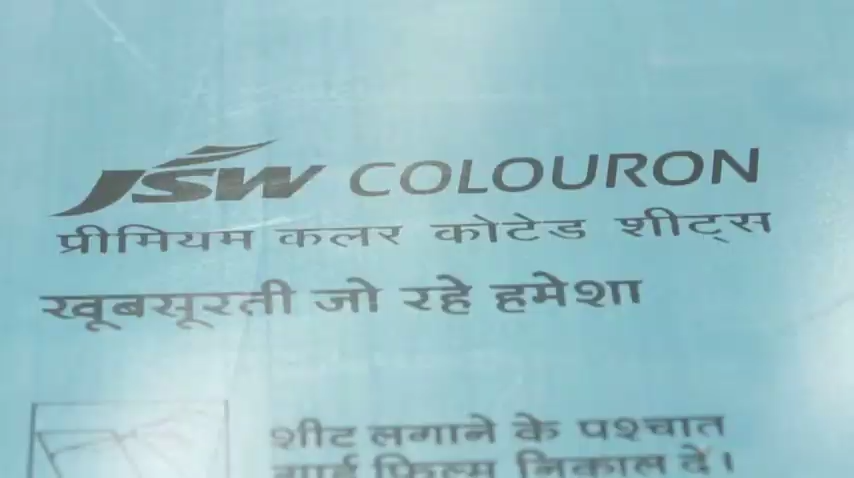 JSW COLOURON
प्रीमियम कलर कोटेड शीट्स
खूबसूरती जो रहे हमेशा
शीट लगाने के पश्चात
गार्ड फिल्म निकाल दें।